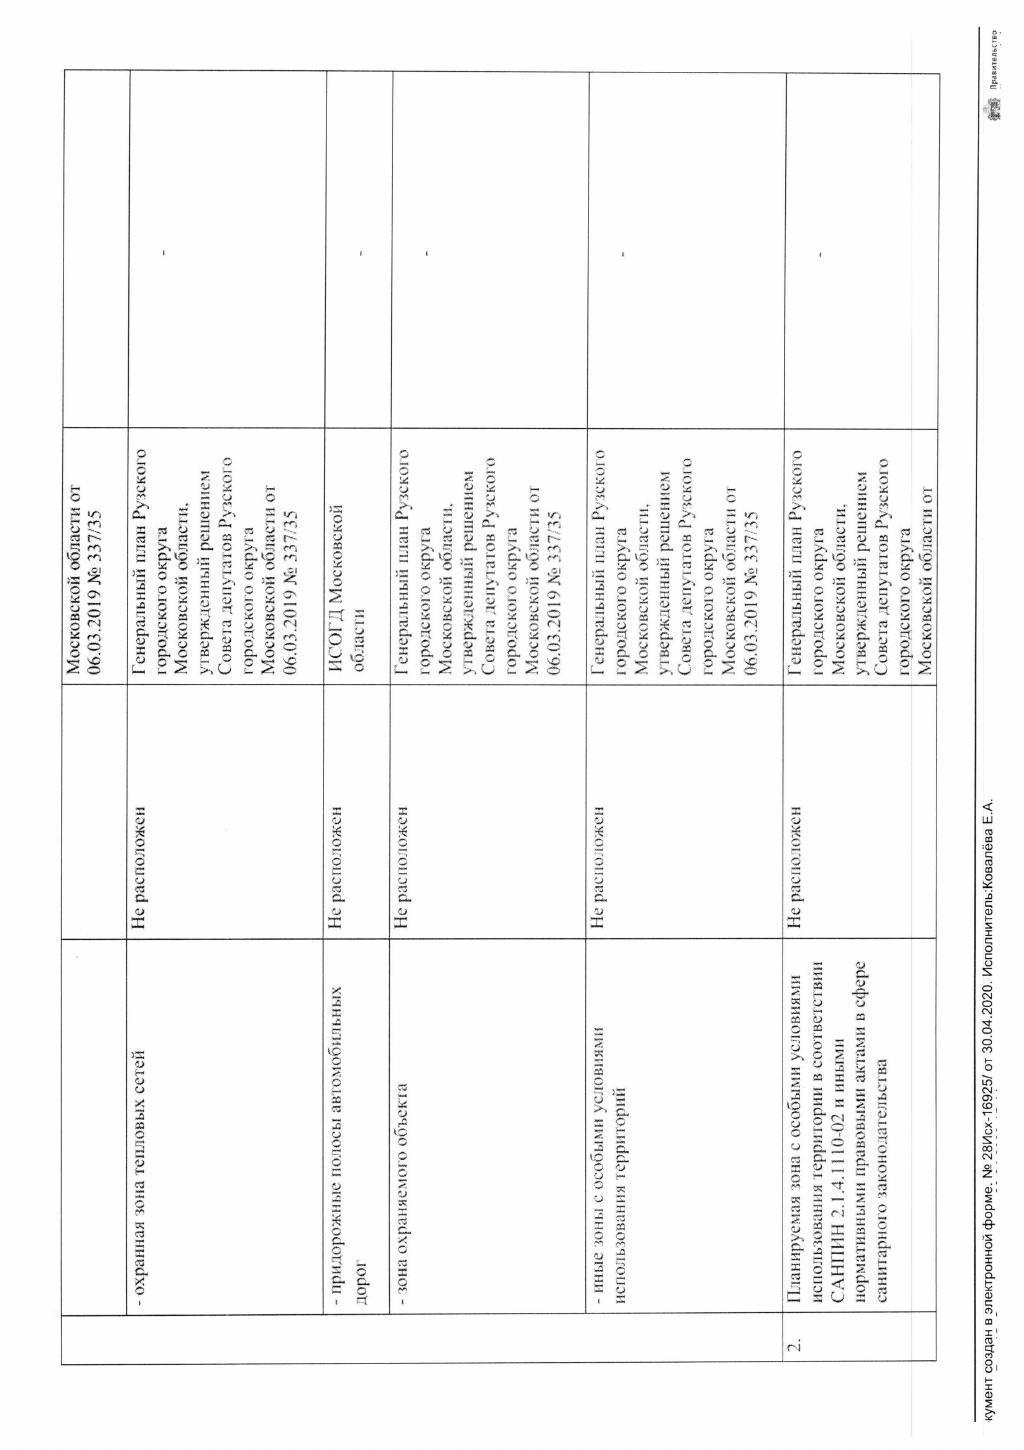 Московской области от
06.03.2019 № 337/35
- охранная зона тепловых сетей
Не расположен
Генеральный план Рузского
городского округа
Московской области,
утвержденный решением
Совета депутатов Рузского
городского округа
Московской области от
06.03.2019 № 337/35
-
- придорожные полосы автомобильных
дорог
Не расположен
ИСОГД Московской
области
-
- зона охраняемого объекта
Не расположен
Генеральный план Рузского
городского округа
Московской области,
утвержденный решением
Совета депутатов Рузского
городского округа
Московской области от
06.03.2019 № 337/35
-
- иные зоны с особыми условиями
использования территорий
Не расположен
Генеральный план Рузского
городского округа
Московской области,
утвержденный решением
Совета депутатов Рузского
городского округа
Московской области от
06.03.2019 № 337/35
-
2.
Планируемая зона с особыми условиями
использования территории в соответствии
САНПИН 2.1.4.1110-02 и иными
нормативными правовыми актами в сфере
санитарного законодательства
Не расположен
Генеральный план Рузского
городского округа
Московской области,
утвержденный решением
Совета депутатов Рузского
городского округа
Московской области от
-
кумент создан в электронной форме. № 28Исх-16925/ от 30.04.2020. Исполнитель:Ковалёва Е.А.
Правительство